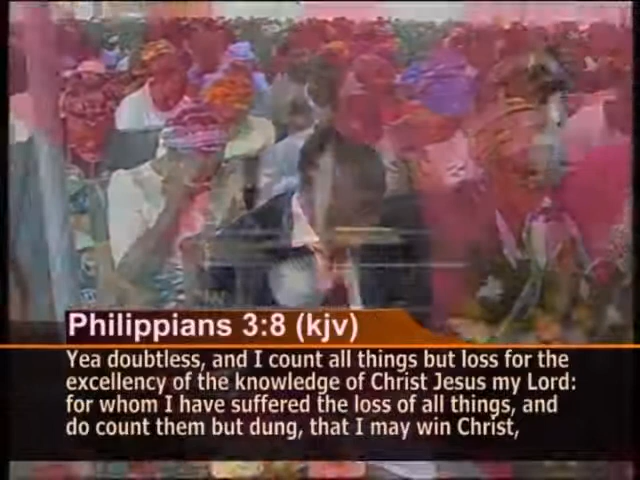 Philippians 3:8 (kjv)
Yea doubtless, and I count all things but loss for the
excellency of the knowledge of Christ Jesus my Lord:
for whom I have suffered the loss of all things, and
do count them but dung, that I may win Christ,